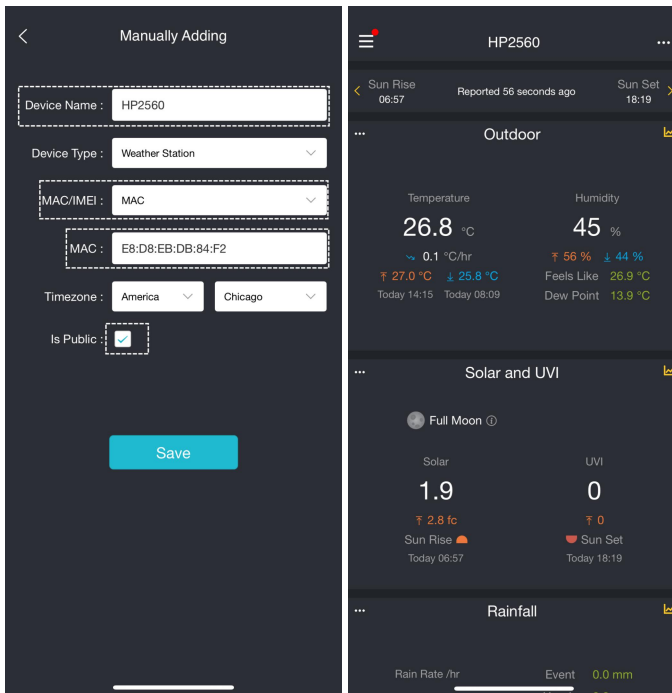 Manually Adding
Device Name : HP2560
Device Type : Weather Station
MAC/IMEI : MAC
MAC : E8:D8:EB:DB:84:F2
Timezone : America Chicago
Is Public :
Save
HP2560
Sun Rise
06:57
Reported 56 seconds ago
Sun Set
18:19
Outdoor
Temperature Humidity
26.8 °C 45 %
0.1 °C/hr 56 % 44 %
27.0 °C 25.8 °C Feels Like 26.9 °C
Today 14:15 Today 08:09 Dew Point 13.9 °C
Solar and UVI
Full Moon
Solar UVI
1.9 0
2.8 fc 0
Sun Rise Sun Set
Today 06:57 Today 18:19
Rainfall
Rain Rate /hr Event 0.0 mm